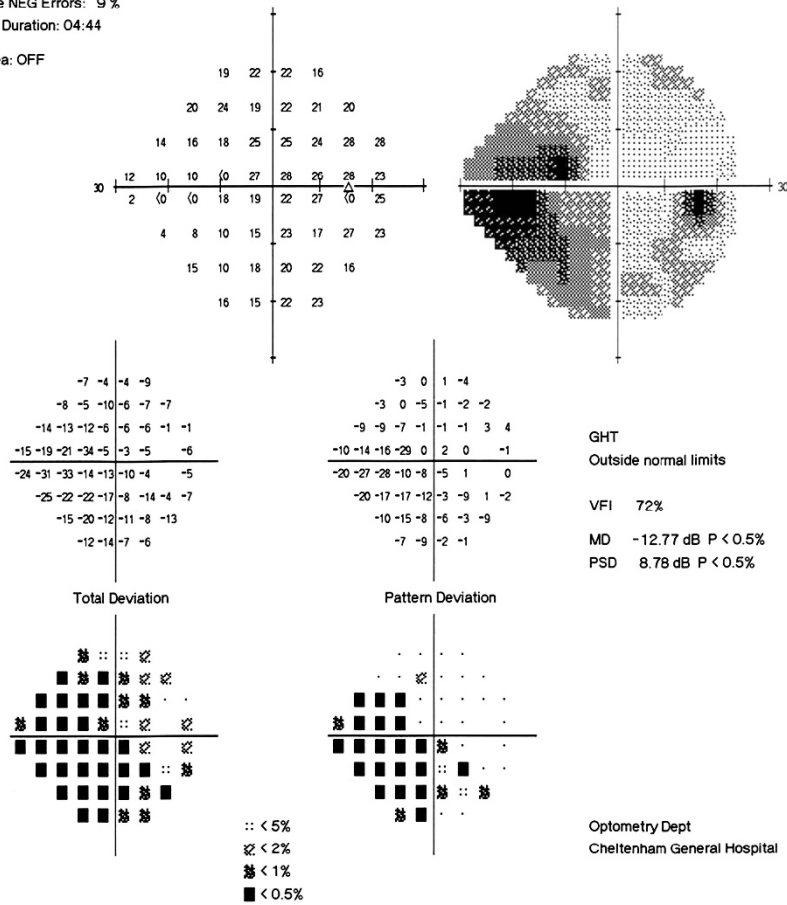 NEG Errors: 9 %
Duration: 04:44
a: OFF
19 22 22 16
20 24 19 22 21 20
14 16 18 25 25 24 28 28
12 10 10 <0 27 28 26 28 23
30 30
2 <0 <0 18 19 22 27 <0 25
4 8 10 15 23 17 27 23
15 10 18 20 22 16
16 15 22 23
-7 -4 -4 -9 -3 0 1 -4
-8 -5 -10 -6 -7 -7 -3 0 -5 -1 -2 -2
-14 -13 -12 -6 -6 -6 -1 -1 -9 -9 -7 -1 -1 -1 3 4
-15 -19 -21 -34 -5 -3 -5 -6 -10 -14 -16 -29 0 2 0 -1
-24 -31 -33 -14 -13 -10 -4 -5 -20 -27 -28 -10 -8 -5 1 0
-25 -22 -22 -17 -8 -14 -4 -7 -20 -17 -17 -12 -3 -9 1 -2
-15 -20 -12 -11 -8 -13 -10 -15 -8 -6 -3 -9
-12 -14 -7 -6 -7 -9 -2 -1
GHT
Outside normal limits
VFI 72%
MD -12.77 dB P < 0.5%
PSD 8.78 dB P < 0.5%
Total Deviation
Pattern Deviation
< 5%
< 2%
< 1%
< 0.5%
Optometry Dept
Cheltenham General Hospital